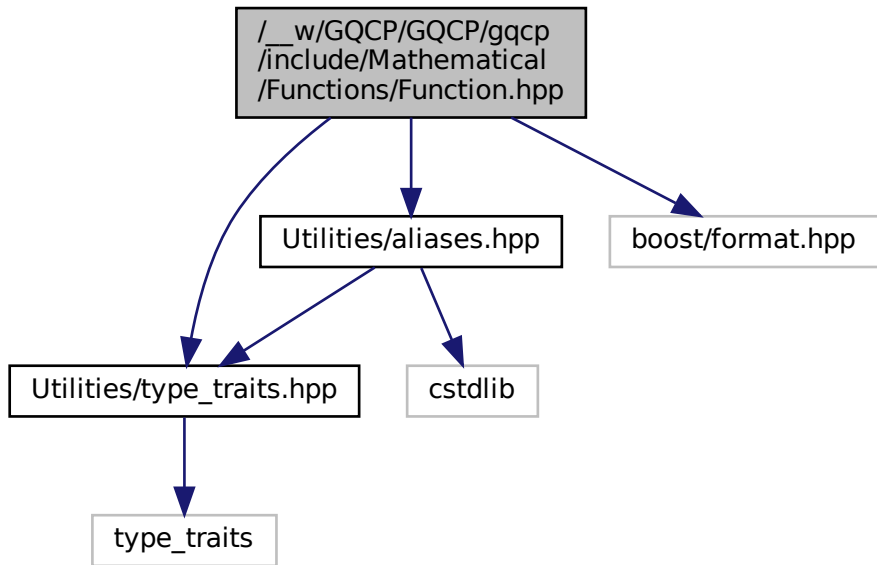 /__w/GQCP/GQCP/gqcp
/include/Mathematical
/Functions/Function.hpp
Utilities/aliases.hpp
boost/format.hpp
Utilities/type_traits.hpp
cstdlib
type_traits